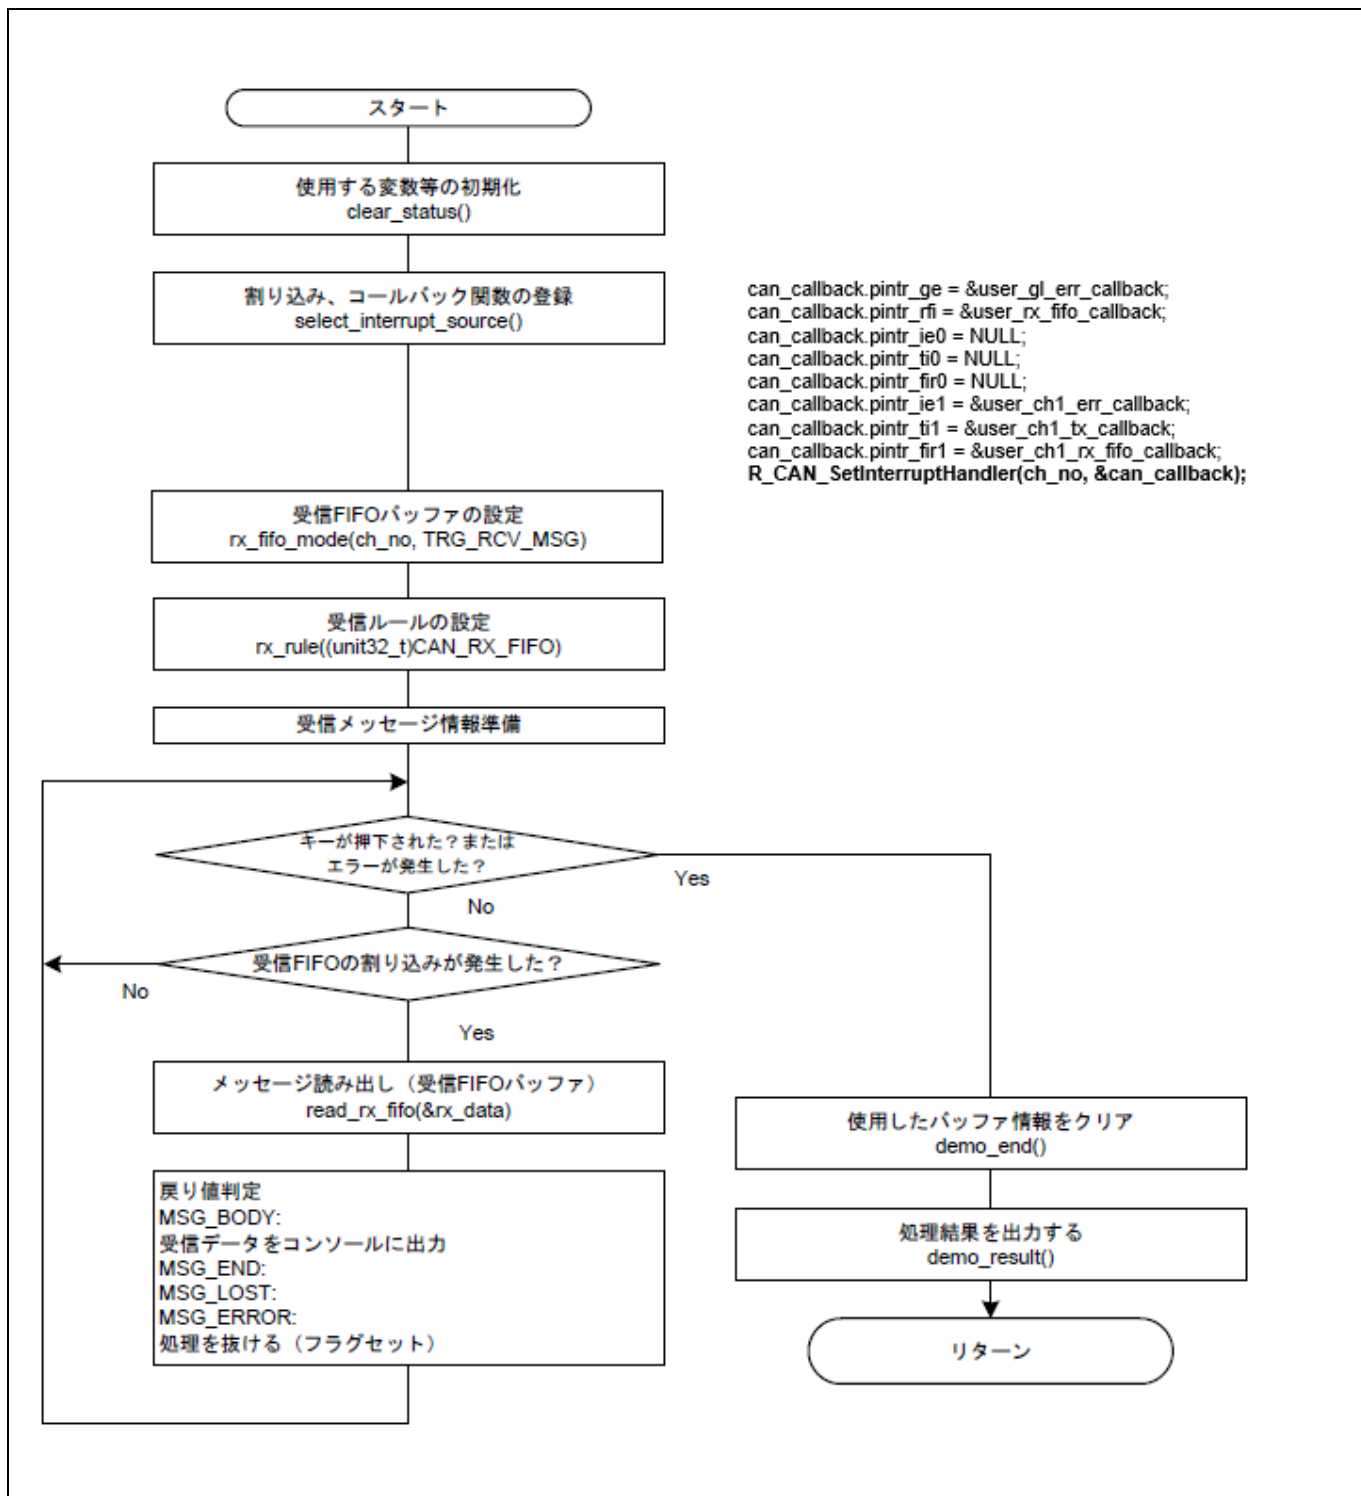 スタート
使用する変数等の初期化
clear_status()
割り込み、コールバック関数の登録
select_interrupt_source()
can_callback.pintr_ge = &user_gl_err_callback;
can_callback.pintr_rfi = &user_rx_fifo_callback;
can_callback.pintr_ie0 = NULL;
can_callback.pintr_ti0 = NULL;
can_callback.pintr_fir0 = NULL;
can_callback.pintr_ie1 = &user_ch1_err_callback;
can_callback.pintr_ti1 = &user_ch1_tx_callback;
can_callback.pintr_fir1 = &user_ch1_rx_fifo_callback;
R_CAN_SetInterruptHandler(ch_no, &can_callback);
受信FIFOバッファの設定
rx_fifo_mode(ch_no, TRG_RCV_MSG)
受信ルールの設定
rx_rule((unit32_t)CAN_RX_FIFO)
受信メッセージ情報準備
キーが押下された？または
エラーが発生した？
Yes
No
受信FIFOの割り込みが発生した？
No
Yes
メッセージ読み出し（受信FIFOバッファ）
read_rx_fifo(&rx_data)
戻り値判定
MSG_BODY:
受信データをコンソールに出力
MSG_END:
MSG_LOST:
MSG_ERROR:
処理を抜ける（フラグセット）
使用したバッファ情報をクリア
demo_end()
処理結果を出力する
demo_result()
リターン